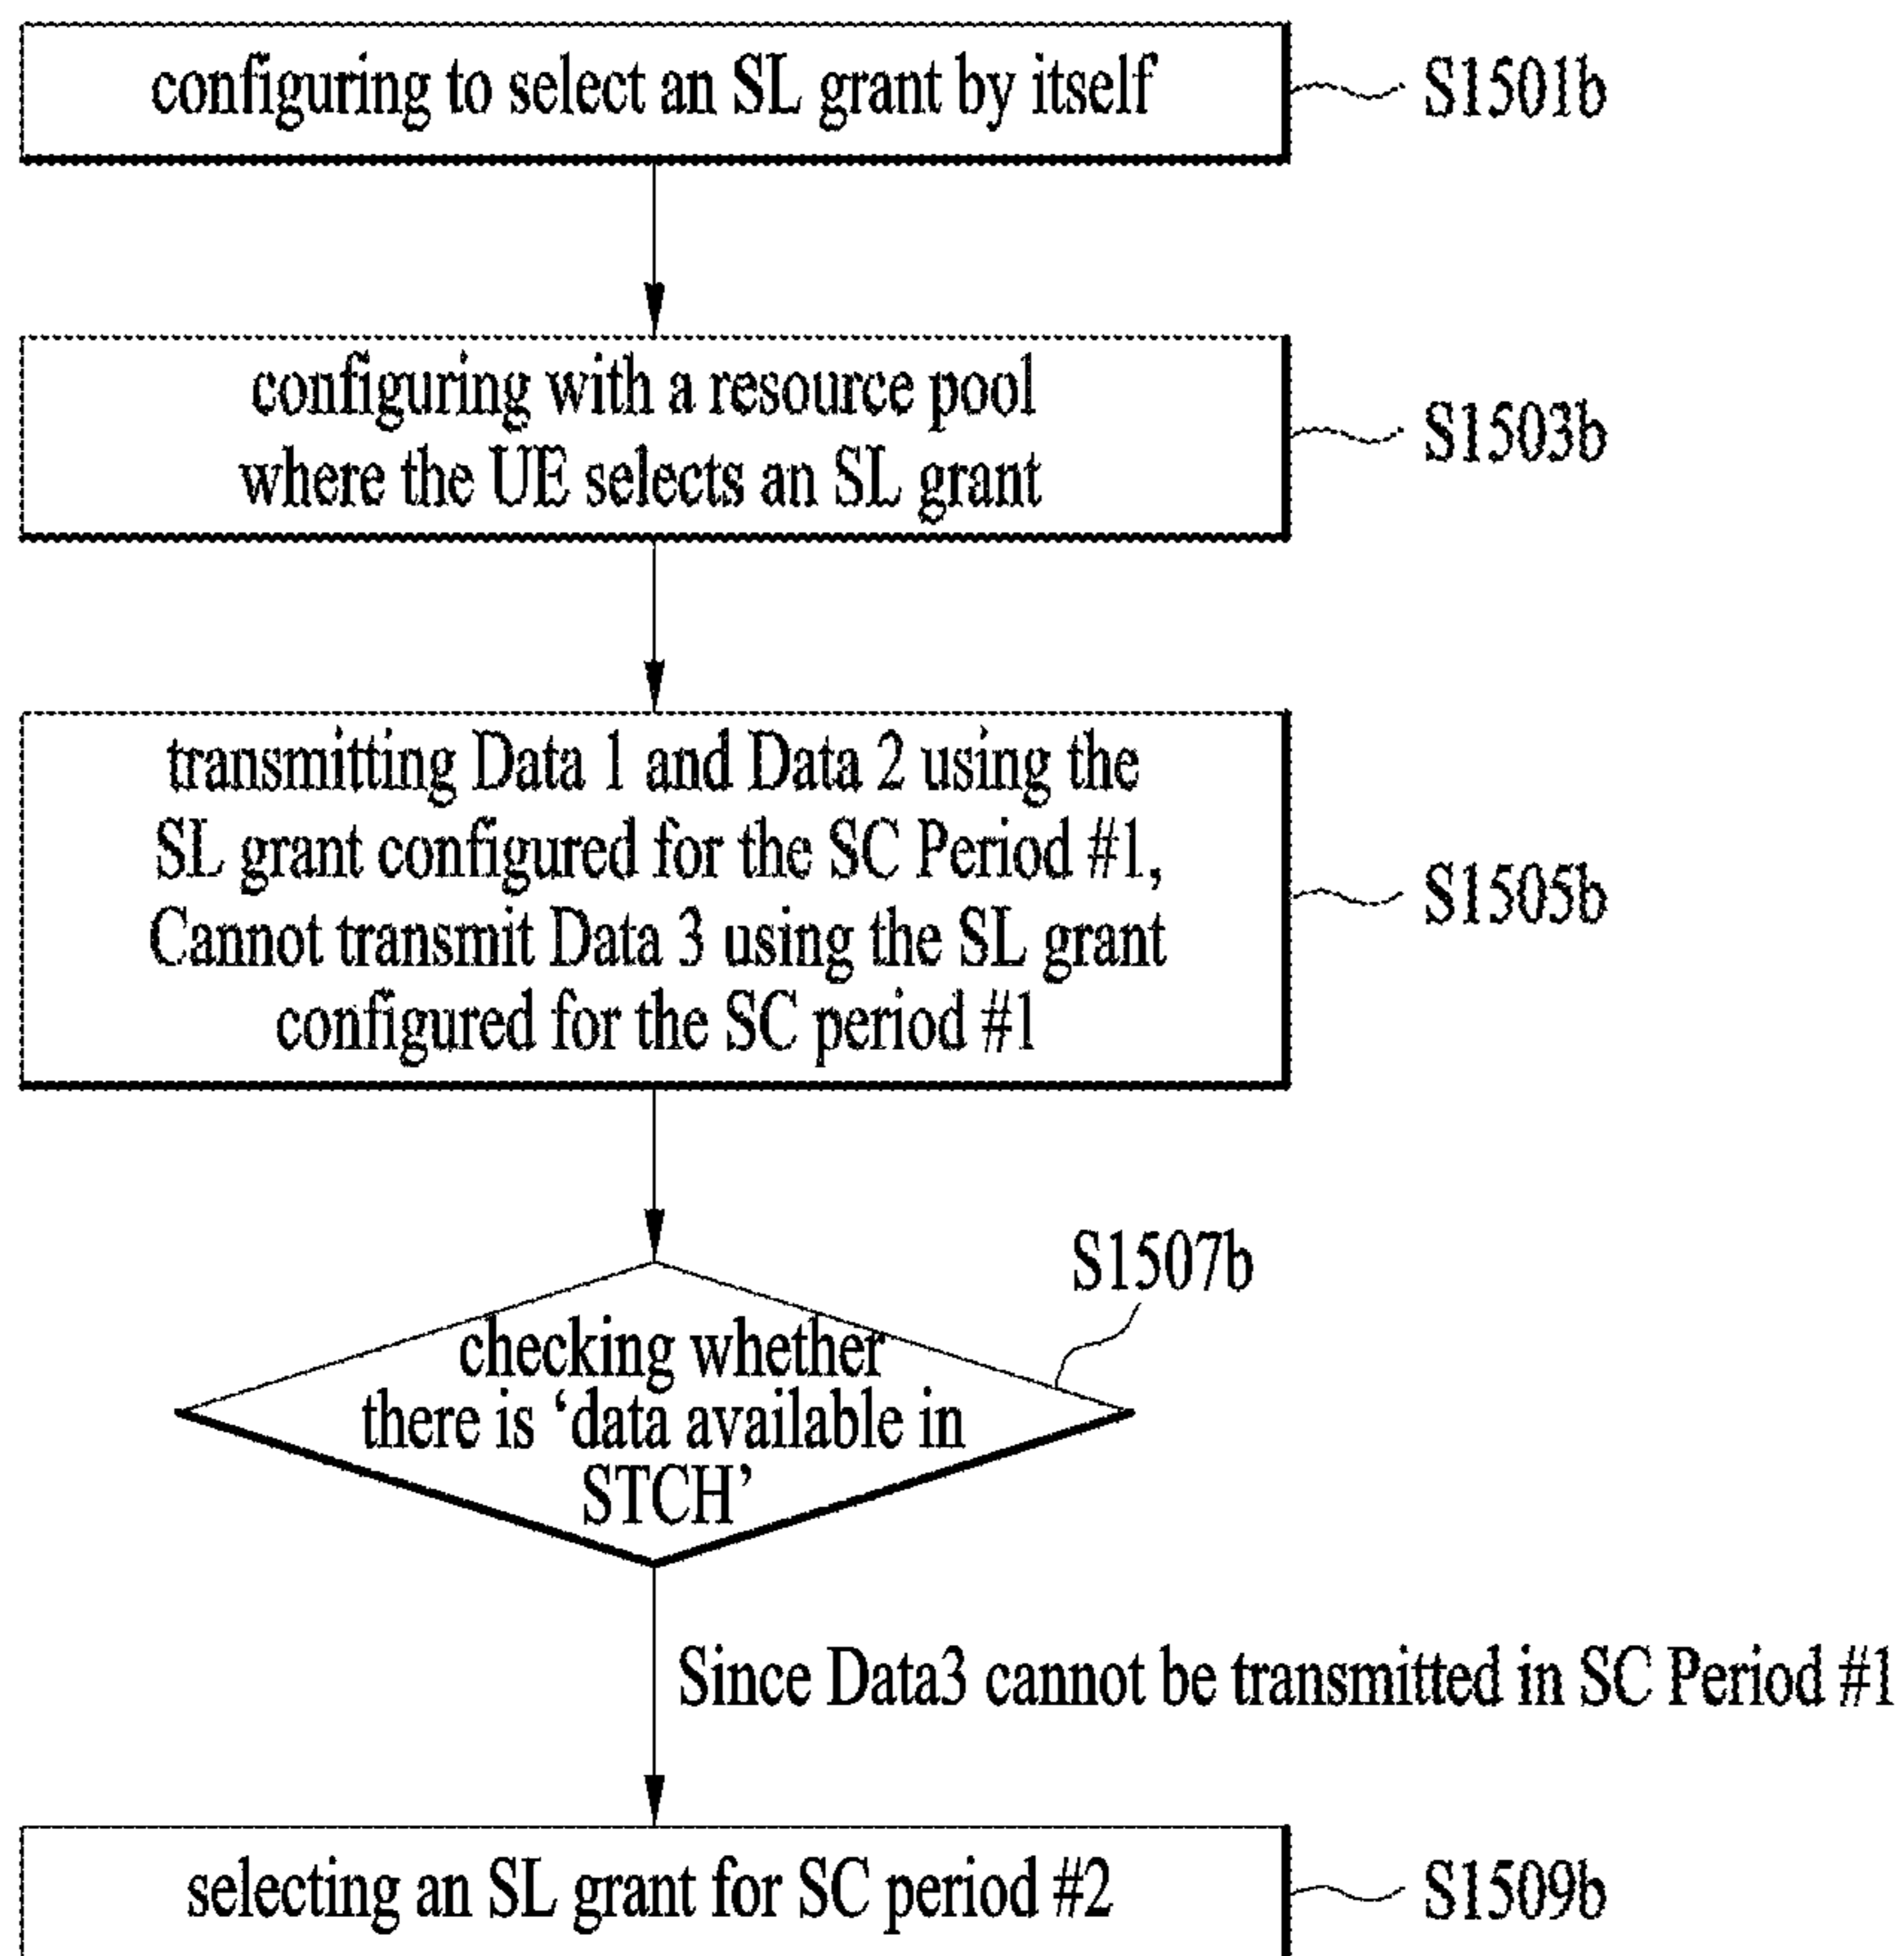 configuring to select an SL grant by itself
S1501b
configuring with a resource pool
where the UE selects an SL grant
S1503b
transmitting Data 1 and Data 2 using the
SL grant configured for the SC Period #1,
Cannot transmit Data 3 using the SL grant
configured for the SC period #1
S1505b
S1507b
checking whether
there is ‘data available in
STCH’
Since Data3 cannot be transmitted in SC Period #1
selecting an SL grant for SC period #2
S1509b